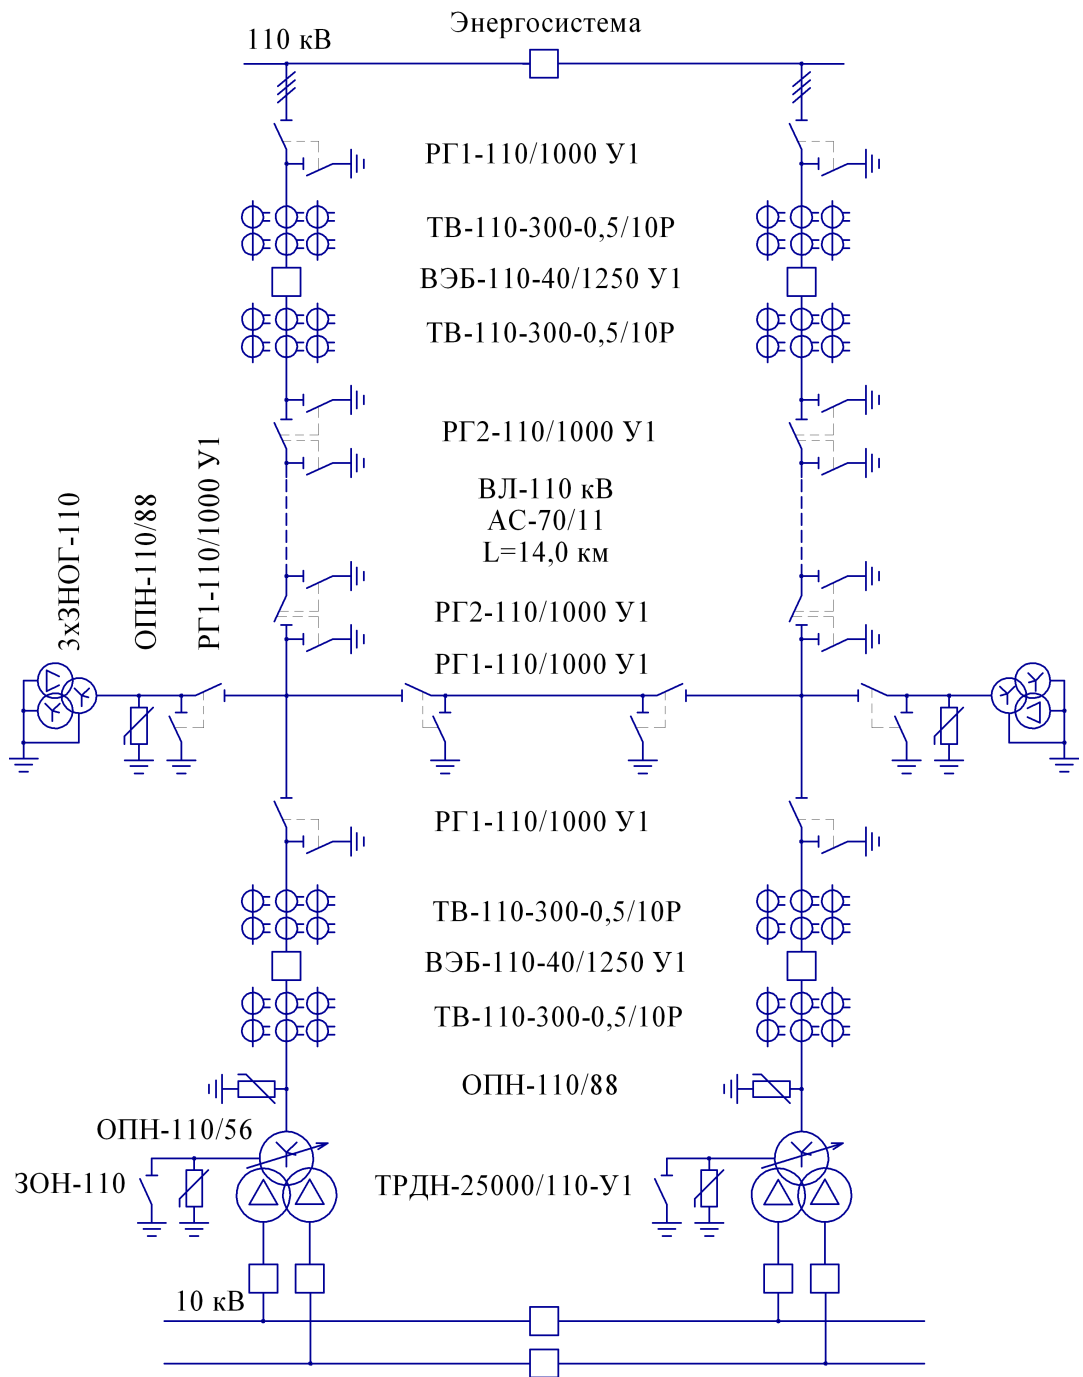 Энергосистема
110 кВ
РГ1-110/1000 У1
ТВ-110-300-0,5/10Р
ВЭБ-110-40/1250 У1
ТВ-110-300-0,5/10Р
РГ2-110/1000 У1
ВЛ-110 кВ
АС-70/11
L=14,0 км
3хЗНОГ-110
ОПН-110/88
РГ1-110/1000 У1
РГ2-110/1000 У1
РГ1-110/1000 У1
РГ1-110/1000 У1
ТВ-110-300-0,5/10Р
ВЭБ-110-40/1250 У1
ТВ-110-300-0,5/10Р
ОПН-110/88
ОПН-110/56
ЗОН-110
ТРДН-25000/110-У1
10 кВ